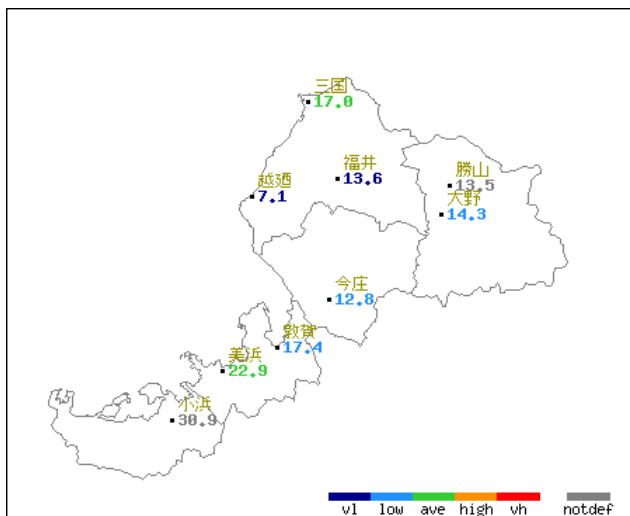 三国
17.0
福井
13.6
勝山
13.5
越廼
7.1
大野
14.3
今庄
12.8
敦賀
17.4
美浜
22.9
小浜
30.9
vl low ave high vh notdef